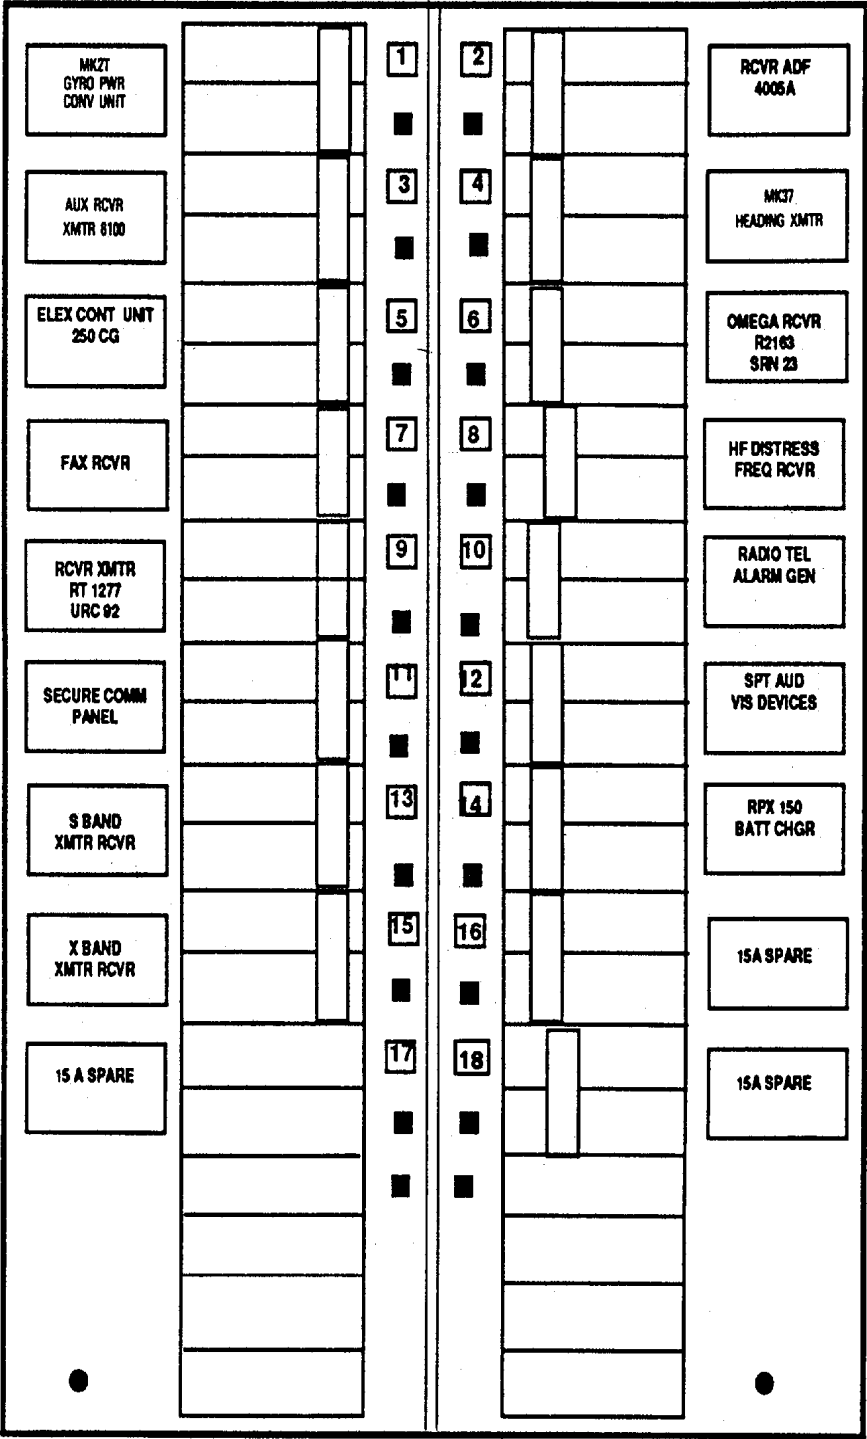 MK27
GYRO PWR
CONV UNIT
1
2
RCVR ADF
4005A
AUX RCVR
XMTR 6100
3
4
MK37
HEADING XMTR
ELEX CONT UNIT
250 CG
5
6
OMEGA RCVR
R2163
SRN 23
FAX RCVR
7
8
HF DISTRESS
FREQ RCVR
RCVR XMTR
RT 1277
URC 92
9
10
RADIO TEL
ALARM GEN
SECURE COMM
PANEL
11
12
SPT AUD
VIS DEVICES
S BAND
XMTR RCVR
13
14
RPX 150
BATT CHGR
X BAND
XMTR RCVR
15
16
15A SPARE
15 A SPARE
17
18
15A SPARE